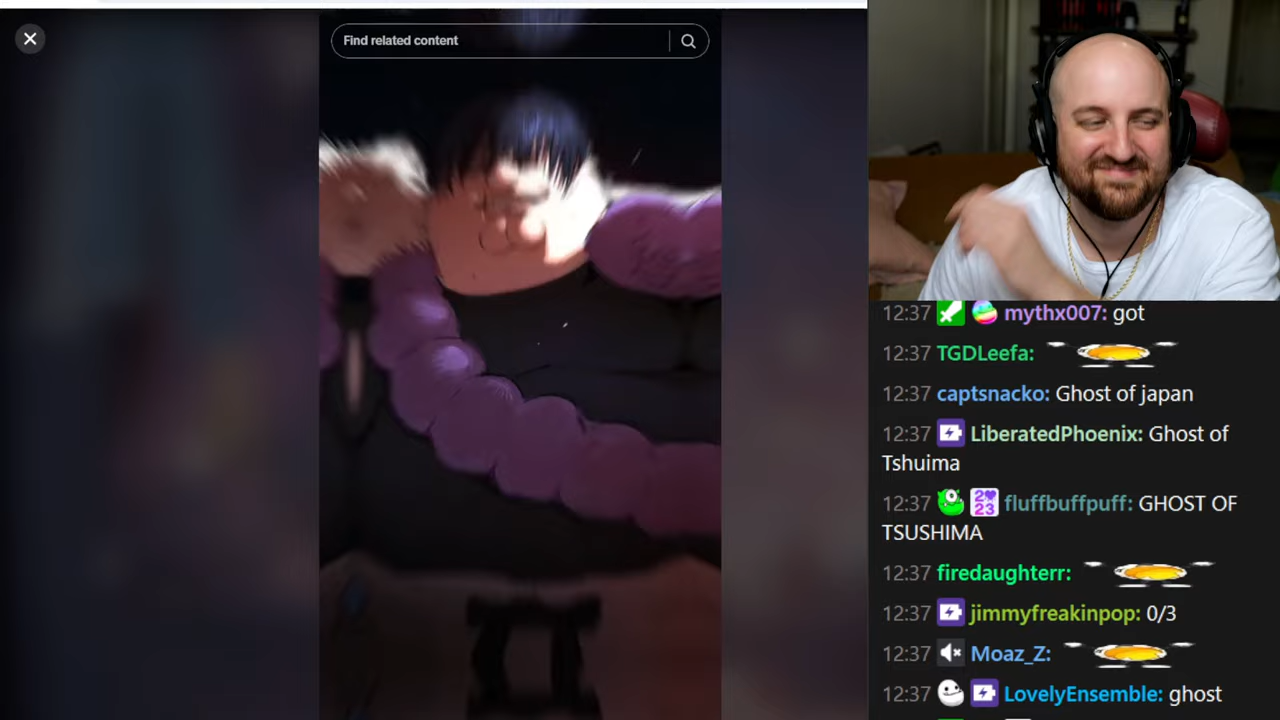 Find related content
12:37 mythx007: got
12:37 TGDLeefa:
12:37 captsnacko: Ghost of japan
12:37 LiberatedPhoenix: Ghost of
Tshuima
12:37 2 23 fluffbuffpuff: GHOST OF
TSUSHIMA
12:37 firedaughterr:
12:37 jimmyfreakinpop: 0/3
12:37 Moaz_Z:
12:37 LovelyEnsemble: ghost